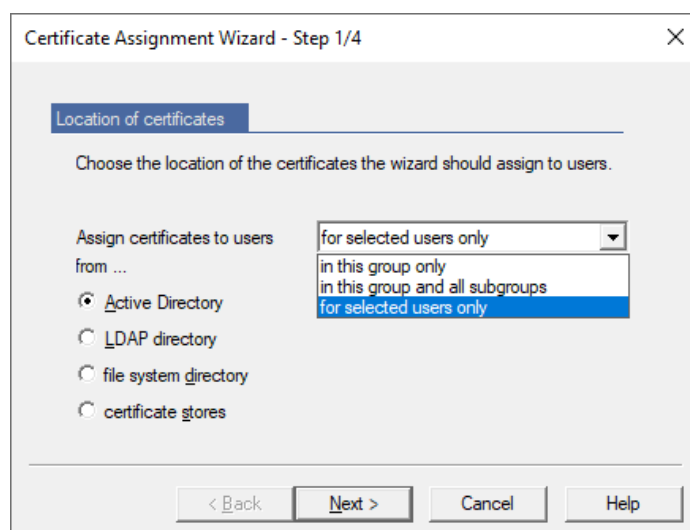 Certificate Assignment Wizard - Step 1/4
Location of certificates
Choose the location of the certificates the wizard should assign to users.
Assign certificates to users
from ...
for selected users only
in this group only
in this group and all subgroups
for selected users only
Active Directory
LDAP directory
file system directory
certificate stores
< Back
Next >
Cancel
Help